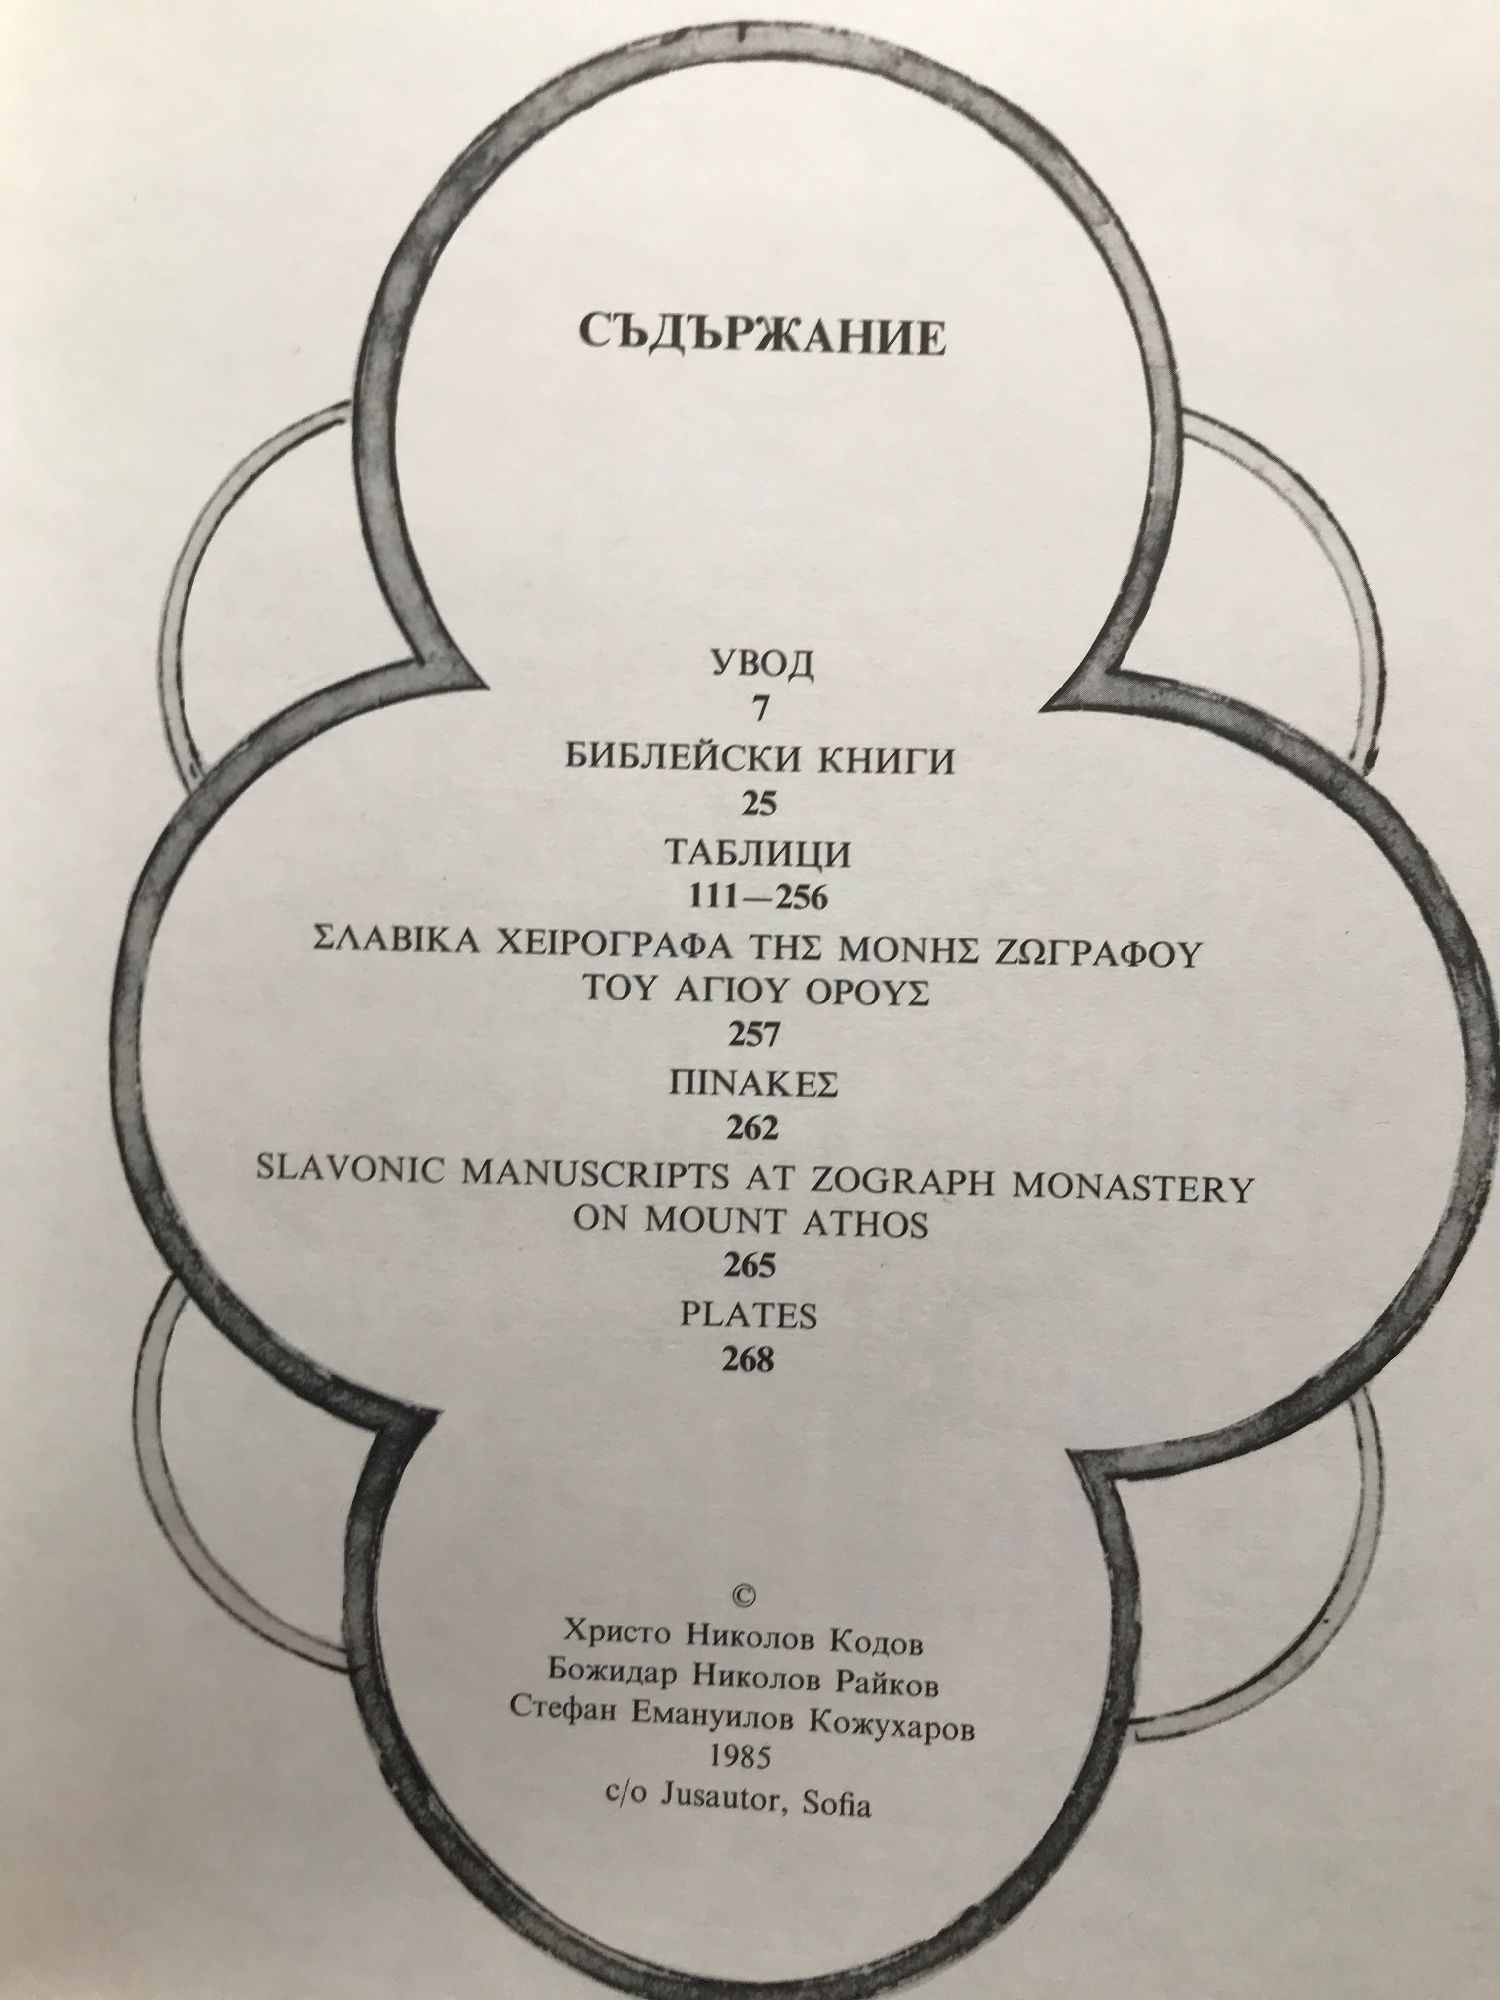 СЪДЪРЖАНИЕ
УВОД
7
БИБЛЕЙСКИ КНИГИ
25
ТАБЛИЦИ
111—256
ΣΛΑΒΙΚΑ ΧΕΙΡΟΓΡΑΦΑ ΤΗΣ ΜΟΝΗΣ ΖΩΓΡΑΦΟΥ
ΤΟΥ ΑΓΙΟΥ ΟΡΟΥΣ
257
ΠΙΝΑΚΕΣ
262
SLAVONIC MANUSCRIPTS AT ZOGRAPH MONASTERY
ON MOUNT ATHOS
265
PLATES
268
©
Христо Николов Кодов
Божидар Николов Райков
Стефан Емануилов Кожухаров
1985
c/o Jusautor, Sofia